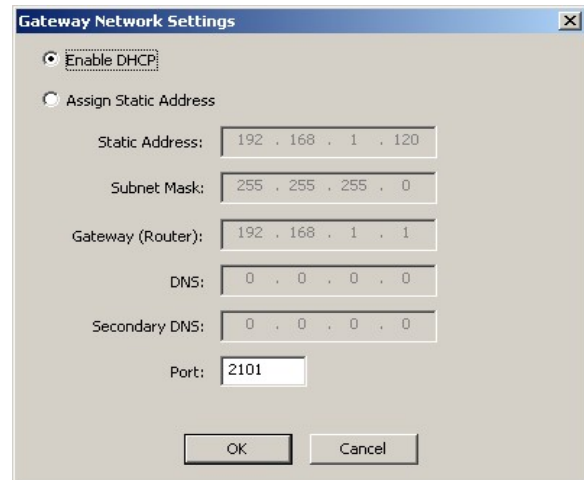 Gateway Network Settings
Enable DHCP
Assign Static Address
Static Address: 192 . 168 . 1 . 120
Subnet Mask: 255 . 255 . 255 . 0
Gateway (Router): 192 . 168 . 1 . 1
DNS: 0 . 0 . 0 . 0
Secondary DNS: 0 . 0 . 0 . 0
Port: 2101
OK Cancel